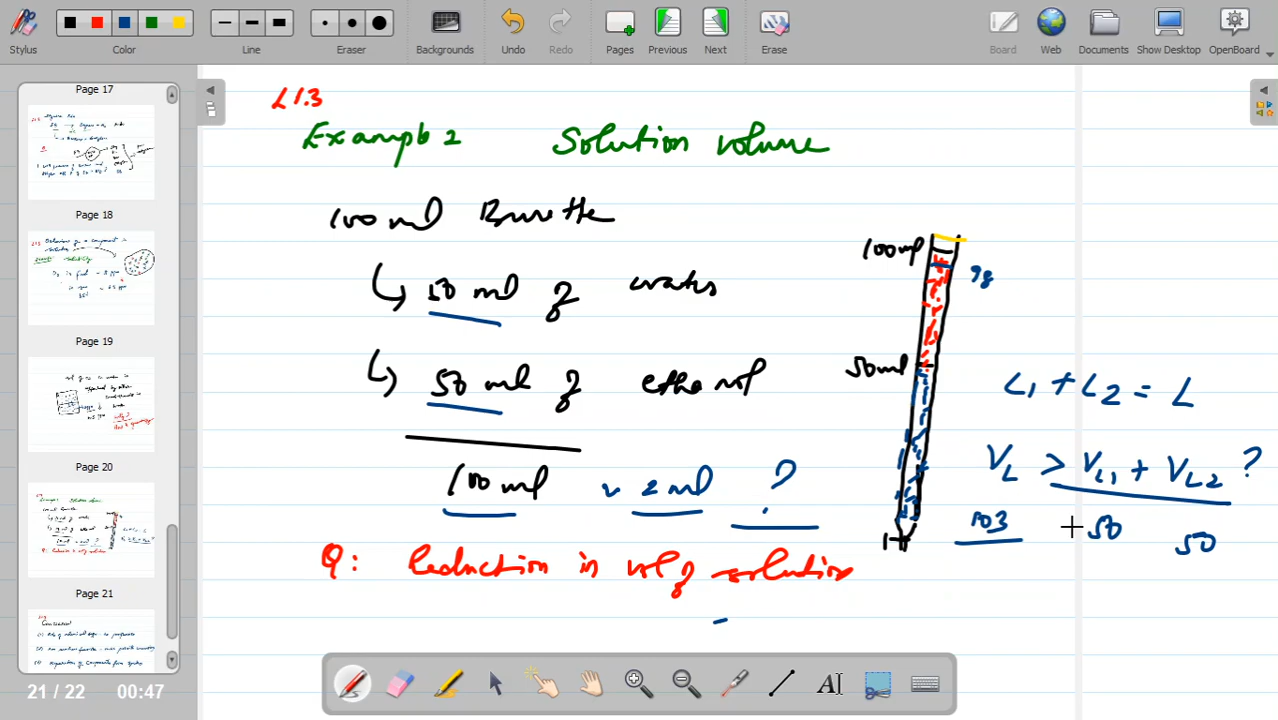 Stylus
Color
Line
Eraser
Backgrounds
Undo
Redo
Pages
Previous
Next
Erase
Board
Web
Documents
Show Desktop
OpenBoard
Page 17
Page 18
Page 19
Page 20
Page 21
21 / 22 00:47
L1.3
Example 2 Solution volume
100 ml Burette
↳ 50 ml of water
↳ 50 ml of ethanol
100 ml ~ 2 ml ?
Q: Reduction in vol of solution
100 ml
98
50 ml
L1 + L2 = L
VL > VL1 + VL2 ?
103 50 50